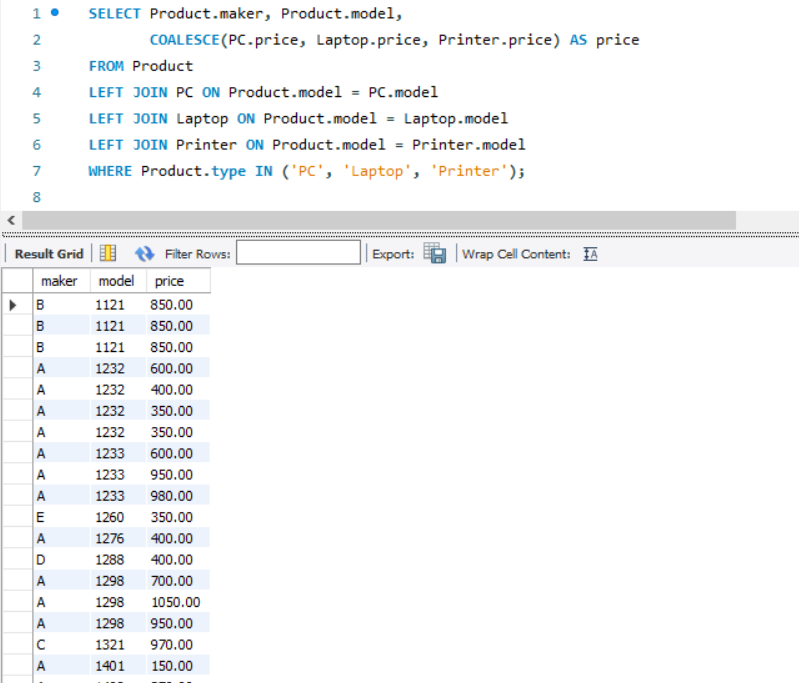 1 SELECT Product.maker, Product.model,
2 COALESCE(PC.price, Laptop.price, Printer.price) AS price
3 FROM Product
4 LEFT JOIN PC ON Product.model = PC.model
5 LEFT JOIN Laptop ON Product.model = Laptop.model
6 LEFT JOIN Printer ON Product.model = Printer.model
7 WHERE Product.type IN ('PC', 'Laptop', 'Printer');
8
Result Grid Filter Rows: Export: Wrap Cell Content:
maker model price
B 1121 850.00
B 1121 850.00
B 1121 850.00
A 1232 600.00
A 1232 400.00
A 1232 350.00
A 1232 350.00
A 1233 600.00
A 1233 950.00
A 1233 980.00
E 1260 350.00
A 1276 400.00
D 1288 400.00
A 1298 700.00
A 1298 1050.00
A 1298 950.00
C 1321 970.00
A 1401 150.00